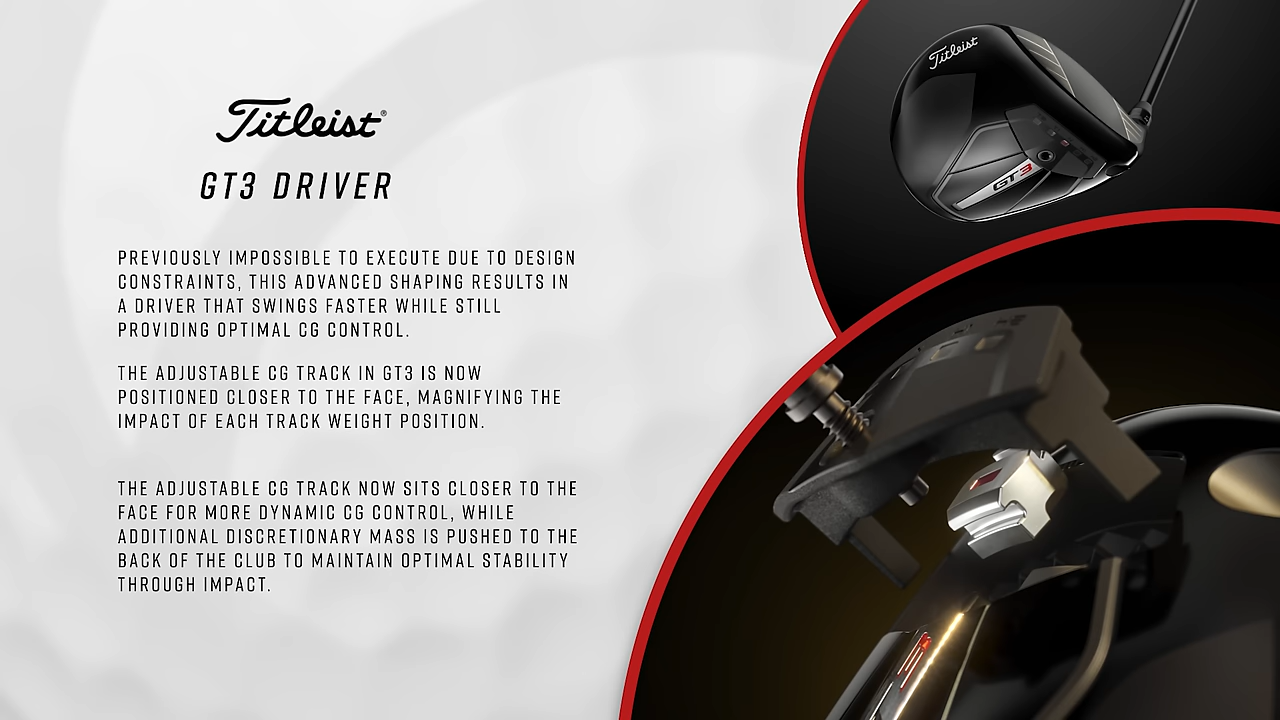 Titleist®
GT3 DRIVER
PREVIOUSLY IMPOSSIBLE TO EXECUTE DUE TO DESIGN
CONSTRAINTS, THIS ADVANCED SHAPING RESULTS IN
A DRIVER THAT SWINGS FASTER WHILE STILL
PROVIDING OPTIMAL CG CONTROL.
THE ADJUSTABLE CG TRACK IN GT3 IS NOW
POSITIONED CLOSER TO THE FACE, MAGNIFYING THE
IMPACT OF EACH TRACK WEIGHT POSITION.
THE ADJUSTABLE CG TRACK NOW SITS CLOSER TO THE
FACE FOR MORE DYNAMIC CG CONTROL, WHILE
ADDITIONAL DISCRETIONARY MASS IS PUSHED TO THE
BACK OF THE CLUB TO MAINTAIN OPTIMAL STABILITY
THROUGH IMPACT.
Titleist
GT3